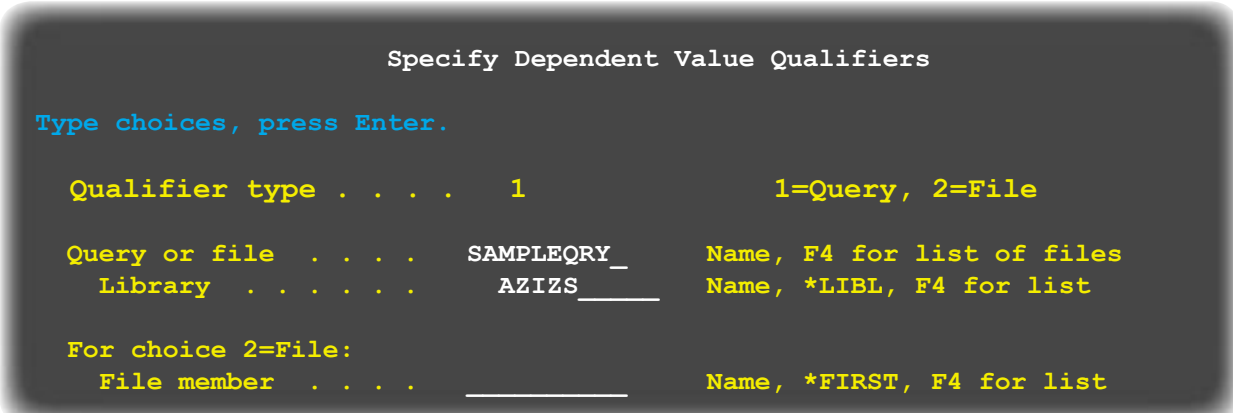 Specify Dependent Value Qualifiers
Type choices, press Enter.
Qualifier type . . . . 1 1=Query, 2=File
Query or file . . . . SAMPLEQRY_ Name, F4 for list of files
Library . . . . . . AZIZS_____ Name, *LIBL, F4 for list
For choice 2=File:
File member . . . . __________ Name, *FIRST, F4 for list